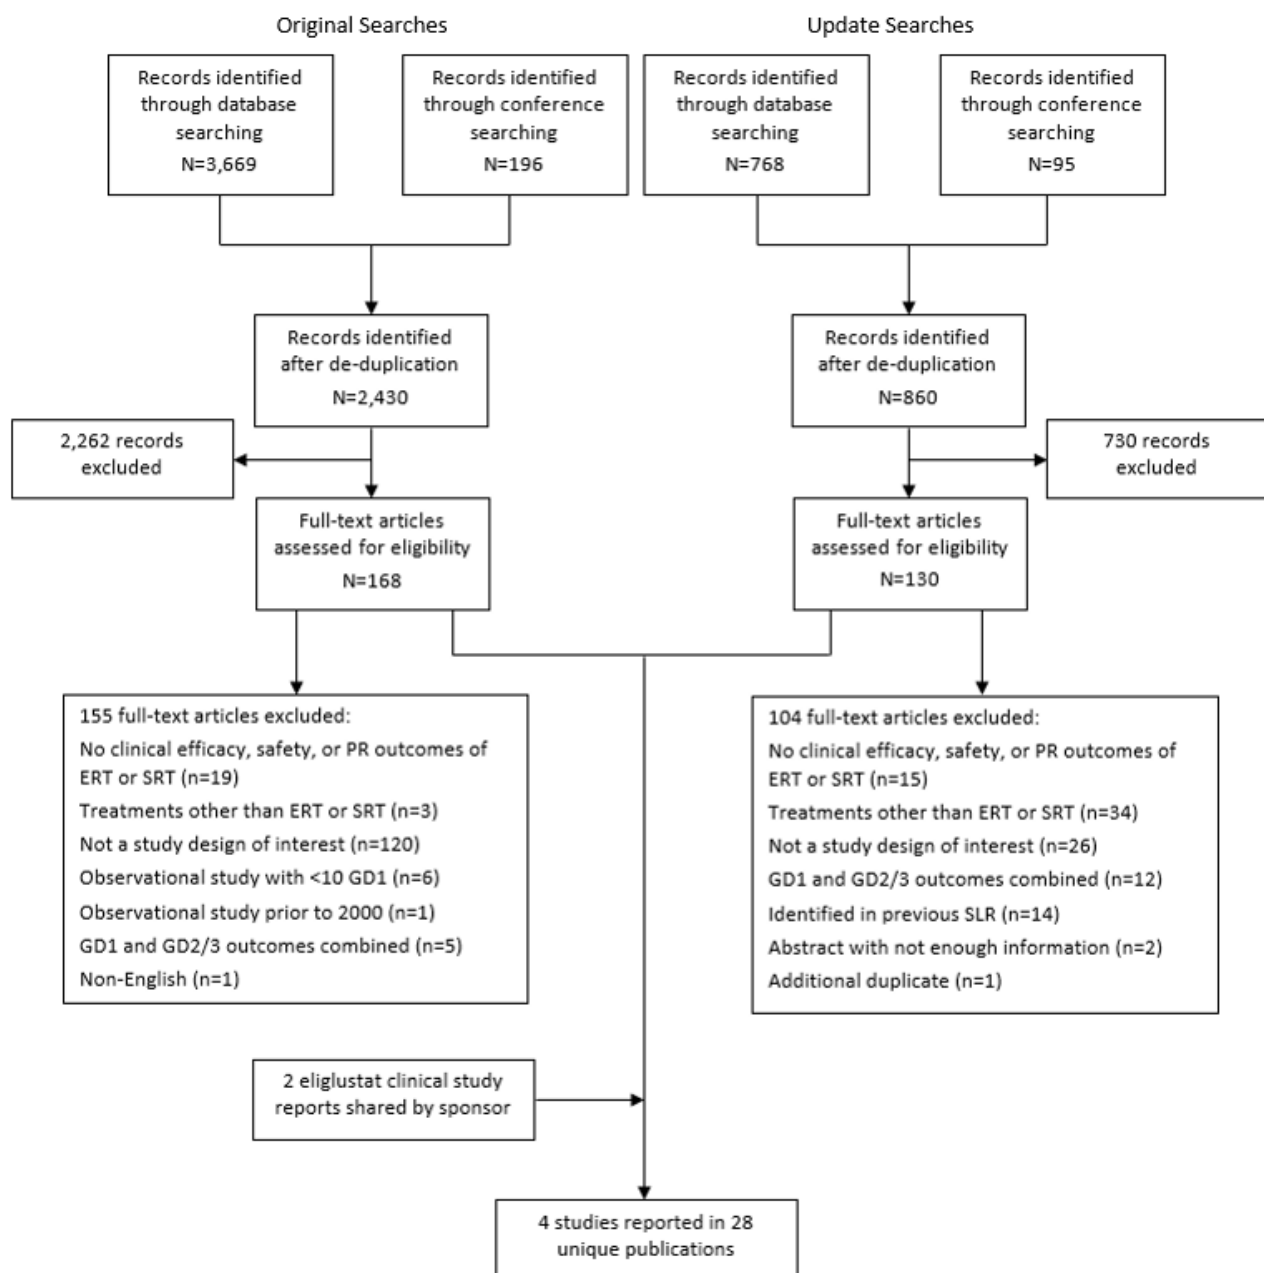 Original Searches
Update Searches
Records identified
through database
searching
N=3,669
Records identified
through conference
searching
N=196
Records identified
through database
searching
N=768
Records identified
through conference
searching
N=95
Records identified
after de-duplication
N=2,430
Records identified
after de-duplication
N=860
2,262 records
excluded
730 records
excluded
Full-text articles
assessed for eligibility
N=168
Full-text articles
assessed for eligibility
N=130
155 full-text articles excluded:
No clinical efficacy, safety, or PR outcomes of
ERT or SRT (n=19)
Treatments other than ERT or SRT (n=3)
Not a study design of interest (n=120)
Observational study with <10 GD1 (n=6)
Observational study prior to 2000 (n=1)
GD1 and GD2/3 outcomes combined (n=5)
Non-English (n=1)
104 full-text articles excluded:
No clinical efficacy, safety, or PR outcomes of
ERT or SRT (n=15)
Treatments other than ERT or SRT (n=34)
Not a study design of interest (n=26)
GD1 and GD2/3 outcomes combined (n=12)
Identified in previous SLR (n=14)
Abstract with not enough information (n=2)
Additional duplicate (n=1)
2 eliglustat clinical study
reports shared by sponsor
4 studies reported in 28
unique publications